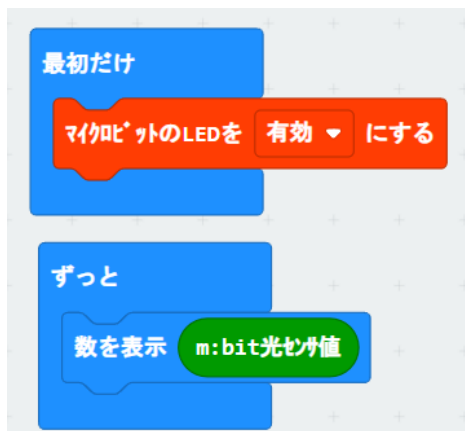 最初だけ
ﾏｲｸﾛﾋﾞｯﾄのLEDを 有効 にする
ずっと
数を表示 m:bit光ｾﾝｻ値